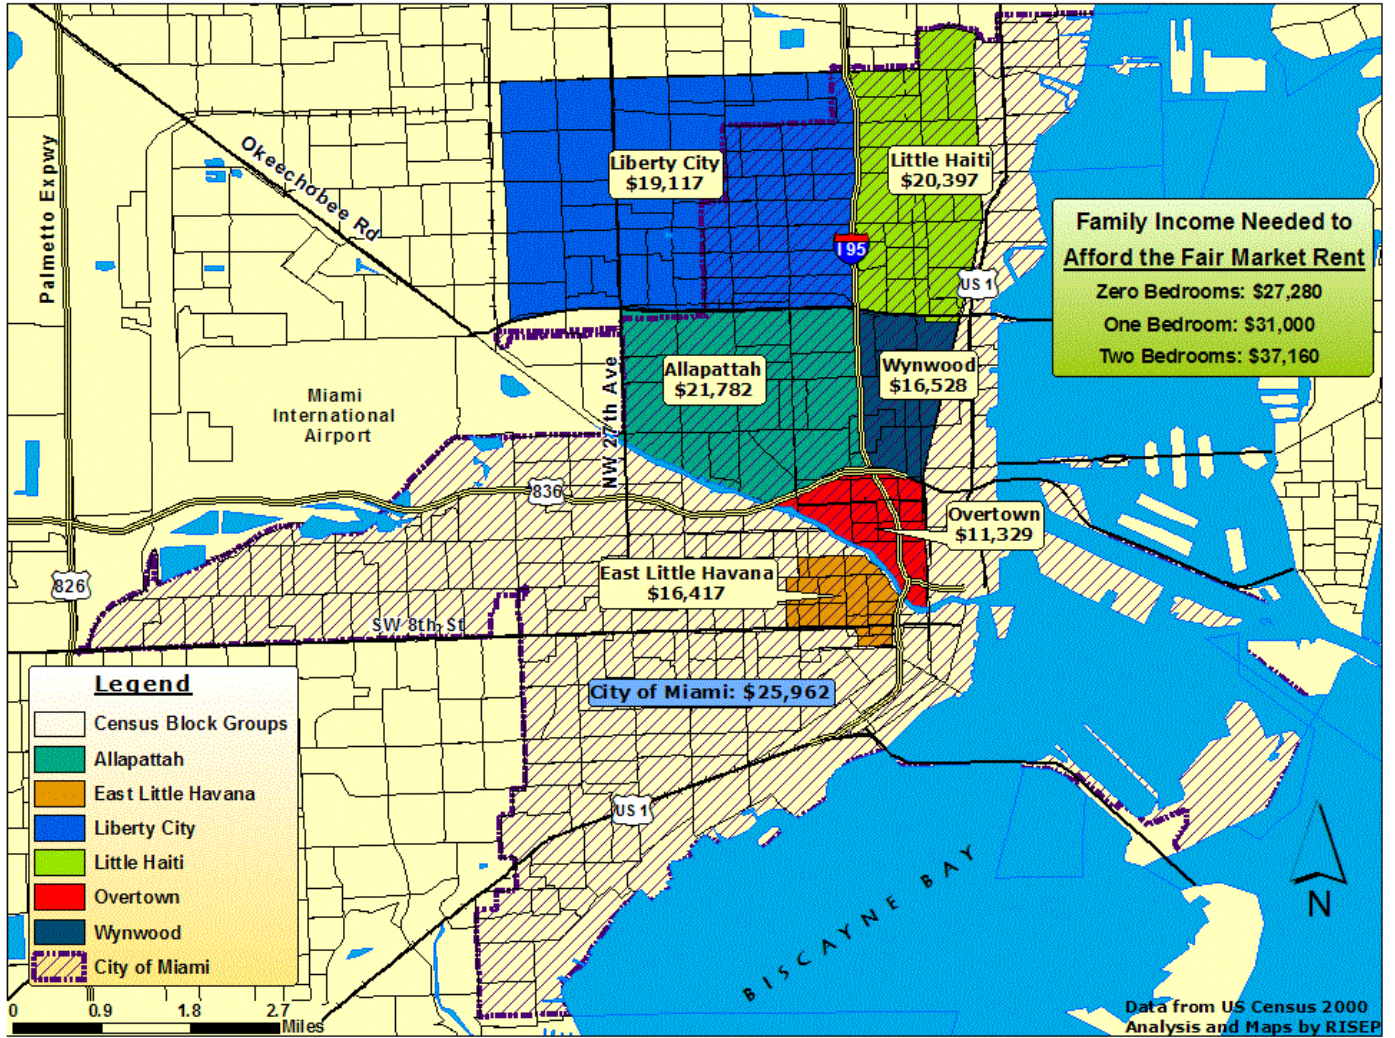 Palmetto Expwy
Okeechobee Rd
Liberty City
$19,117
Little Haiti
$20,397
I 95
US 1
Family Income Needed to
Afford the Fair Market Rent
Zero Bedrooms: $27,280
One Bedroom: $31,000
Two Bedrooms: $37,160
Allapattah
$21,782
Wynwood
$16,528
Miami
International
Airport
NW 27th Ave
836
Overtown
$11,329
East Little Havana
$16,417
826
SW 8th St
City of Miami: $25,962
US 1
BISCAYNE BAY
Legend
Census Block Groups
Allapattah
East Little Havana
Liberty City
Little Haiti
Overtown
Wynwood
City of Miami
N
0 0.9 1.8 2.7
Miles
Data from US Census 2000
Analysis and Maps by RISEP